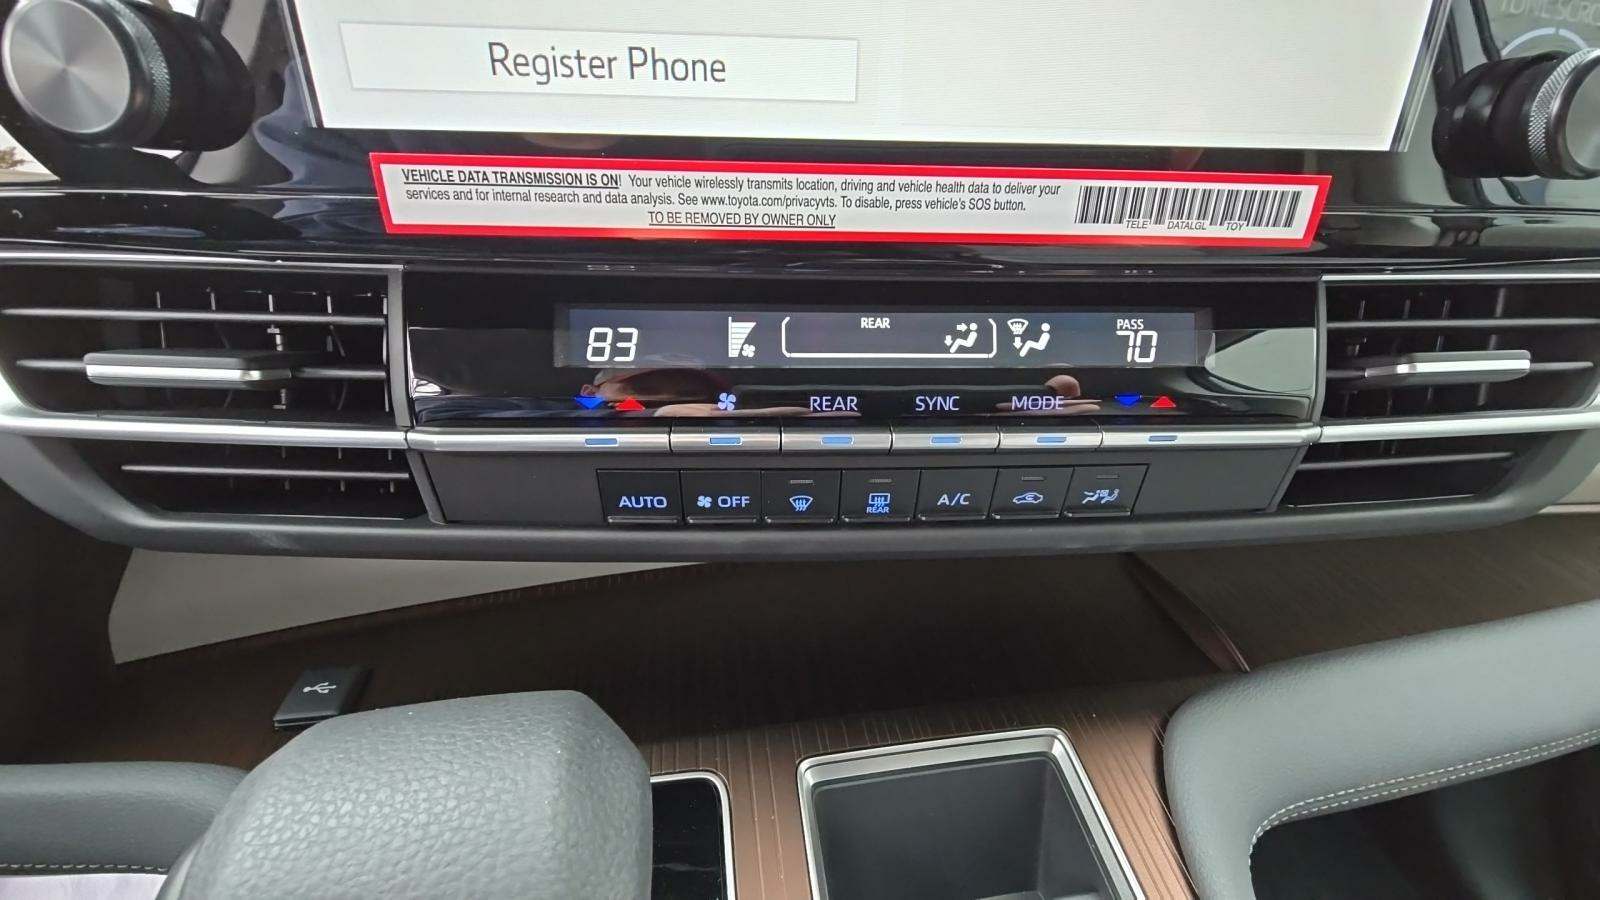 TUNE SCRO
Register Phone
VEHICLE DATA TRANSMISSION IS ON! Your vehicle wirelessly transmits location, driving and vehicle health data to deliver your
services and for internal research and data analysis. See www.toyota.com/privacyvts. To disable, press vehicle's SOS button.
TO BE REMOVED BY OWNER ONLY
TELE DATALGL TOY
83 REAR PASS 70
REAR SYNC MODE
AUTO OFF REAR A/C